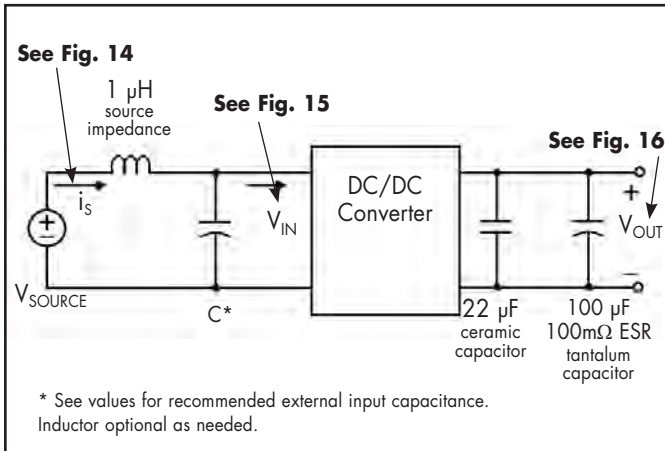 See Fig. 14
1 µH
source
impedance
See Fig. 15
See Fig. 16
iS
VIN
DC/DC
Converter
+
VOUT
–
+
–
VSOURCE
C*
22 µF
ceramic
capacitor
100 µF
100mΩ ESR
tantalum
capacitor
* See values for recommended external input capacitance.
Inductor optional as needed.